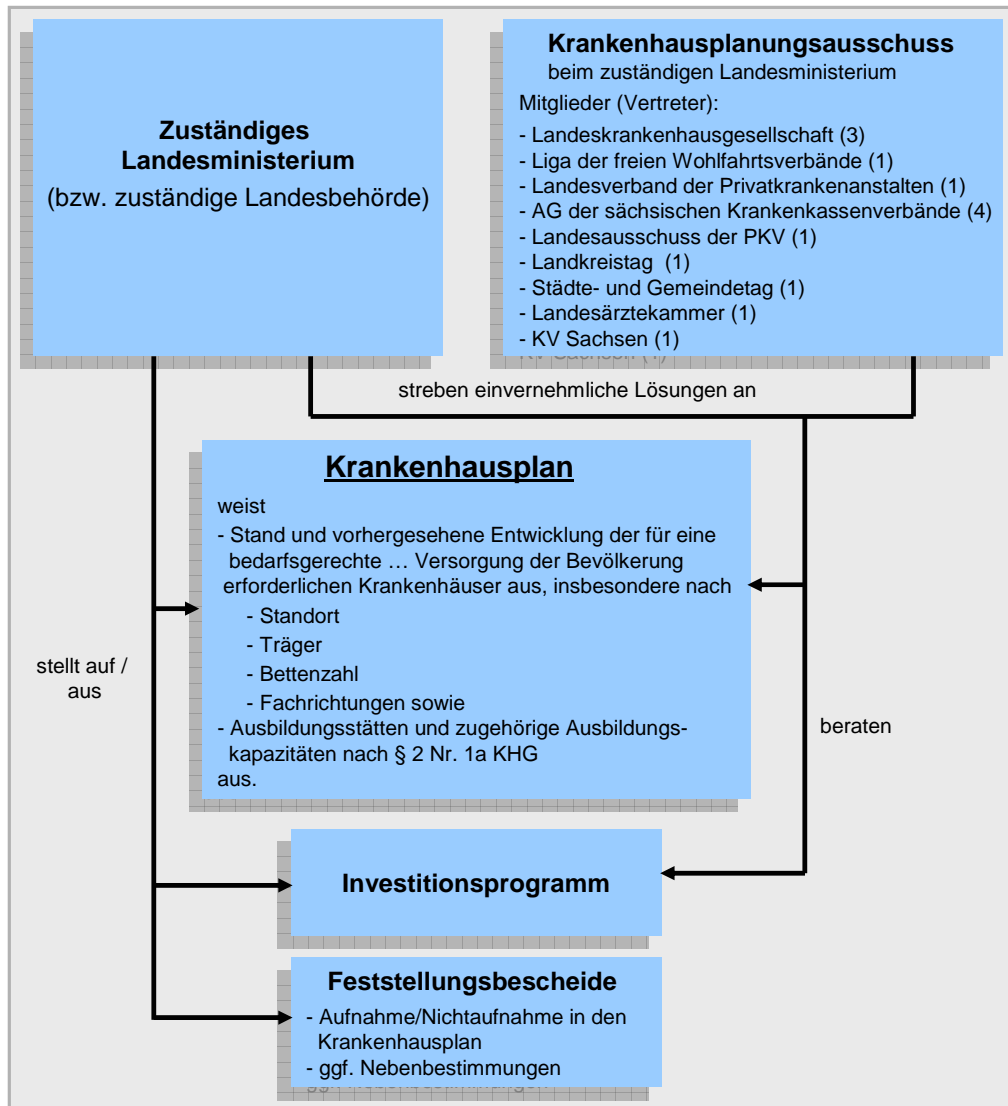 Zuständiges
Landesministerium
(bzw. zuständige Landesbehörde)
Krankenhausplanungsausschuss
beim zuständigen Landesministerium
Mitglieder (Vertreter):
- Landeskrankenhausgesellschaft (3)
- Liga der freien Wohlfahrtsverbände (1)
- Landesverband der Privatkrankenanstalten (1)
- AG der sächsischen Krankenkassenverbände (4)
- Landesausschuss der PKV (1)
- Landkreistag (1)
- Städte- und Gemeindetag (1)
- Landesärztekammer (1)
- KV Sachsen (1)
streben einvernehmliche Lösungen an
Krankenhausplan
weist
- Stand und vorhergesehene Entwicklung der für eine
bedarfsgerechte … Versorgung der Bevölkerung
erforderlichen Krankenhäuser aus, insbesondere nach
- Standort
- Träger
- Bettenzahl
- Fachrichtungen sowie
- Ausbildungsstätten und zugehörige Ausbildungs-
kapazitäten nach § 2 Nr. 1a KHG
aus.
stellt auf /
aus
beraten
Investitionsprogramm
Feststellungsbescheide
- Aufnahme/Nichtaufnahme in den
Krankenhausplan
- ggf. Nebenbestimmungen